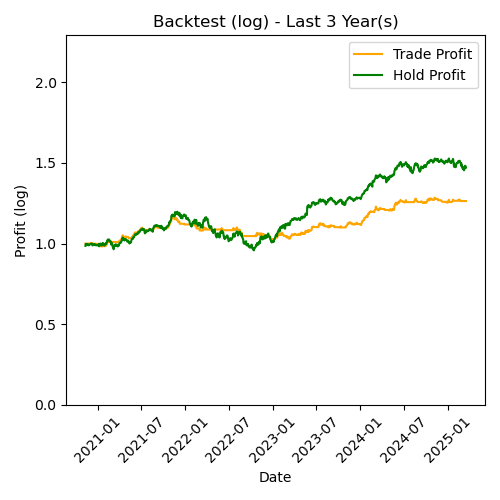 Backtest (log) - Last 3 Year(s)
Trade Profit
Hold Profit
Profit (log)
2.0
1.5
1.0
0.5
0.0
2021-01
2021-07
2022-01
2022-07
2023-01
2023-07
2024-01
2024-07
2025-01
Date